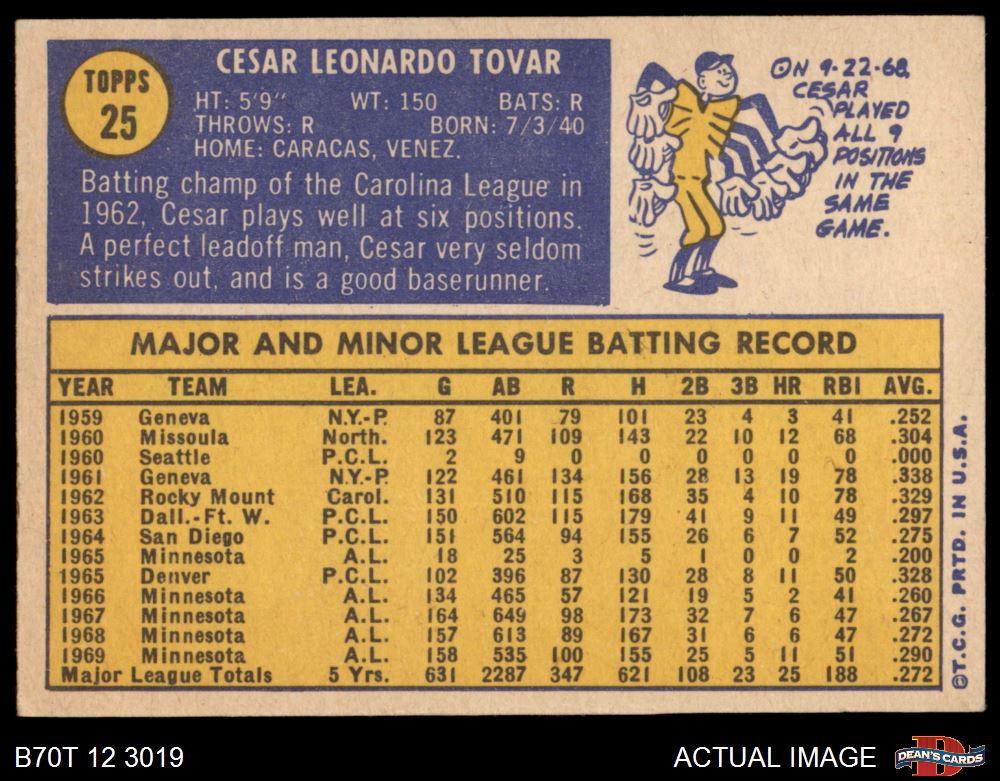 TOPPS
25
CESAR LEONARDO TOVAR
HT: 5'9" WT: 150 BATS: R
THROWS: R BORN: 7/3/40
HOME: CARACAS, VENEZ.
Batting champ of the Carolina League in
1962, Cesar plays well at six positions.
A perfect leadoff man, Cesar very seldom
strikes out, and is a good baserunner.
ON 9-22-68,
CESAR
PLAYED
ALL 9
POSITIONS
IN THE
SAME
GAME.
MAJOR AND MINOR LEAGUE BATTING RECORD
YEAR TEAM LEA. G AB R H 2B 3B HR RBI AVG.
1959 Geneva N.Y.-P. 87 401 79 101 23 4 3 41 .252
1960 Missoula North. 123 471 109 143 22 10 12 68 .304
1960 Seattle P.C.L. 2 9 0 0 0 0 0 0 .000
1961 Geneva N.Y.-P. 122 461 134 156 28 13 19 78 .338
1962 Rocky Mount Carol. 131 510 115 168 35 4 10 78 .329
1963 Dall.-Ft. W. P.C.L. 150 602 115 179 41 9 11 49 .297
1964 San Diego P.C.L. 151 564 94 155 26 6 7 52 .275
1965 Minnesota A.L. 18 25 3 5 1 0 0 2 .200
1965 Denver P.C.L. 102 396 87 130 28 8 11 50 .328
1966 Minnesota A.L. 134 465 57 121 19 5 2 41 .260
1967 Minnesota A.L. 164 649 98 173 32 7 6 47 .267
1968 Minnesota A.L. 157 613 89 167 31 6 6 47 .272
1969 Minnesota A.L. 158 535 100 155 25 5 11 51 .290
Major League Totals 5 Yrs. 631 2287 347 621 108 23 25 188 .272
©T.C.G. PRTD. IN U.S.A.
B70T 12 3019
ACTUAL IMAGE
DEAN'S CARDS